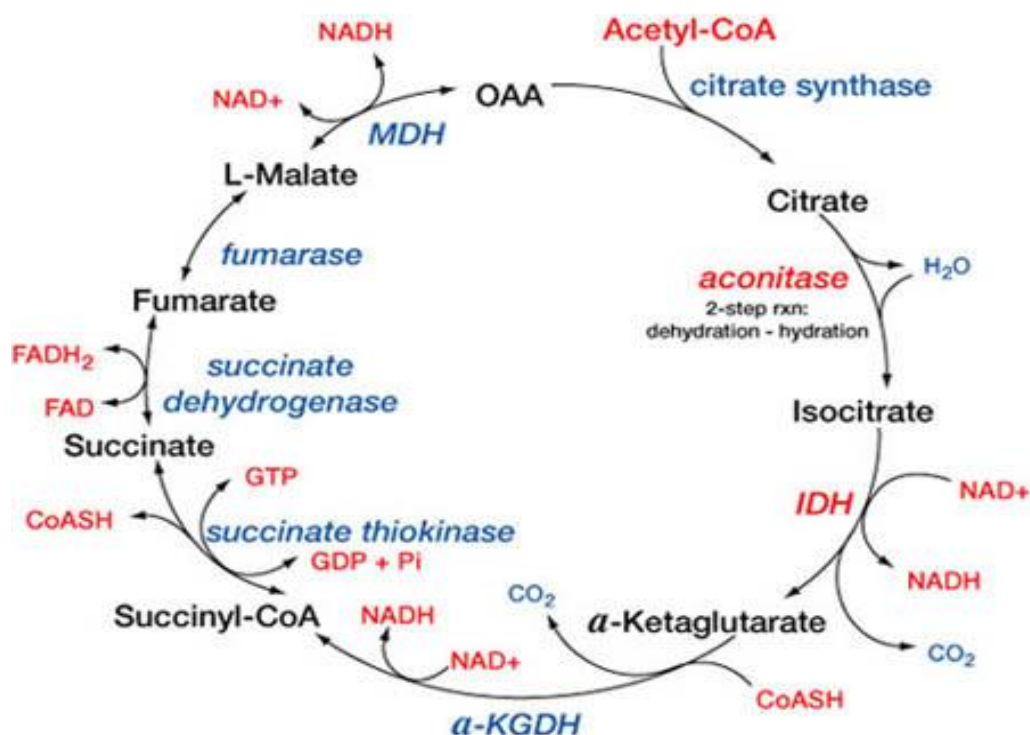 NADH
Acetyl-CoA
NAD+
OAA
citrate synthase
MDH
L-Malate
Citrate
fumarase
aconitase
H₂O
2-step rxn:
dehydration - hydration
Fumarate
FADH₂
succinate
dehydrogenase
FAD
Isocitrate
Succinate
GTP
IDH
NAD+
CoASH
succinate thiokinase
GDP + Pi
NADH
CO₂
Succinyl-CoA
NADH
α-Ketaglutarate
NAD+
CO₂
CoASH
α-KGDH